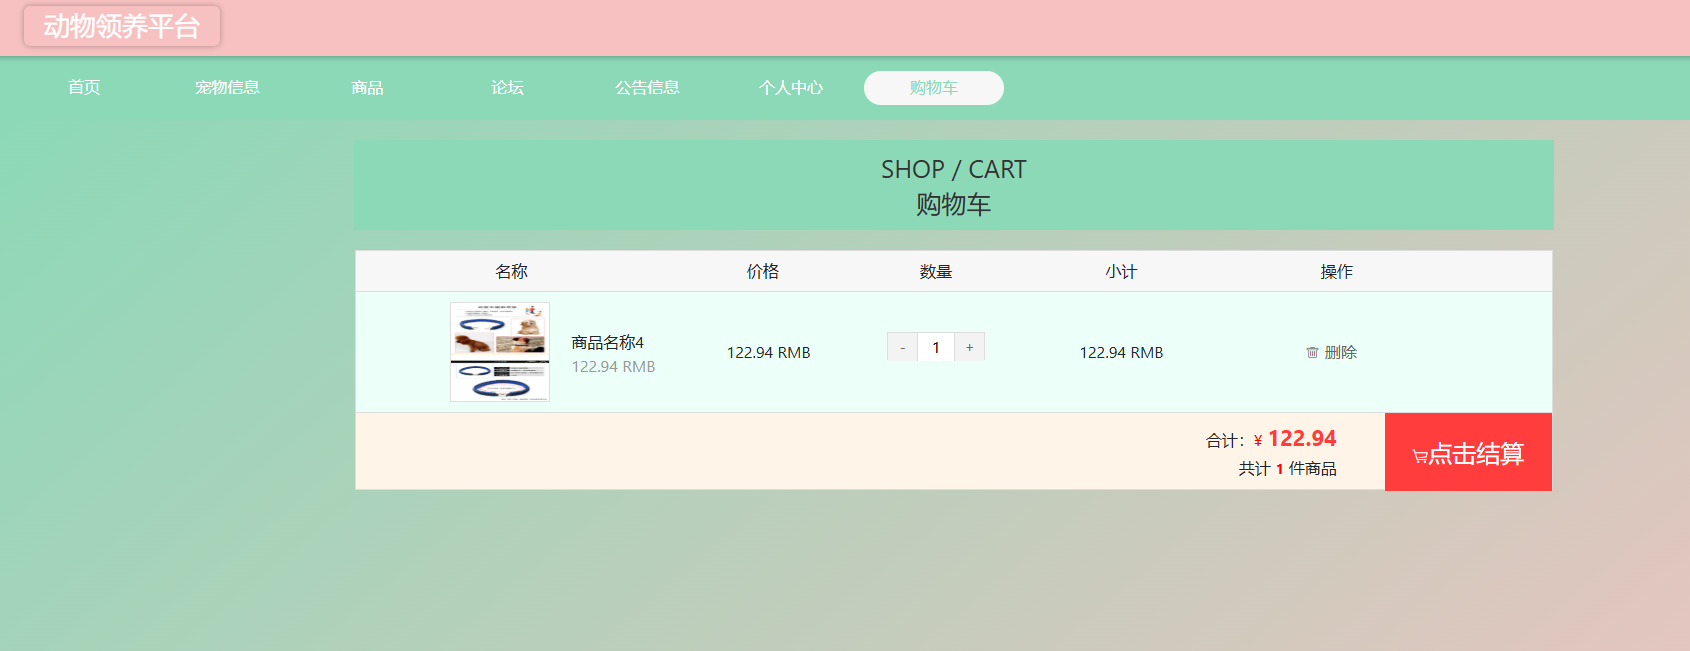 动物领养平台
首页 宠物信息 商品 论坛 公告信息 个人中心 购物车
SHOP / CART
购物车
名称 价格 数量 小计 操作
商品名称4
122.94 RMB
122.94 RMB
- 1 +
122.94 RMB
删除
合计：¥ 122.94
共计 1 件商品
点击结算